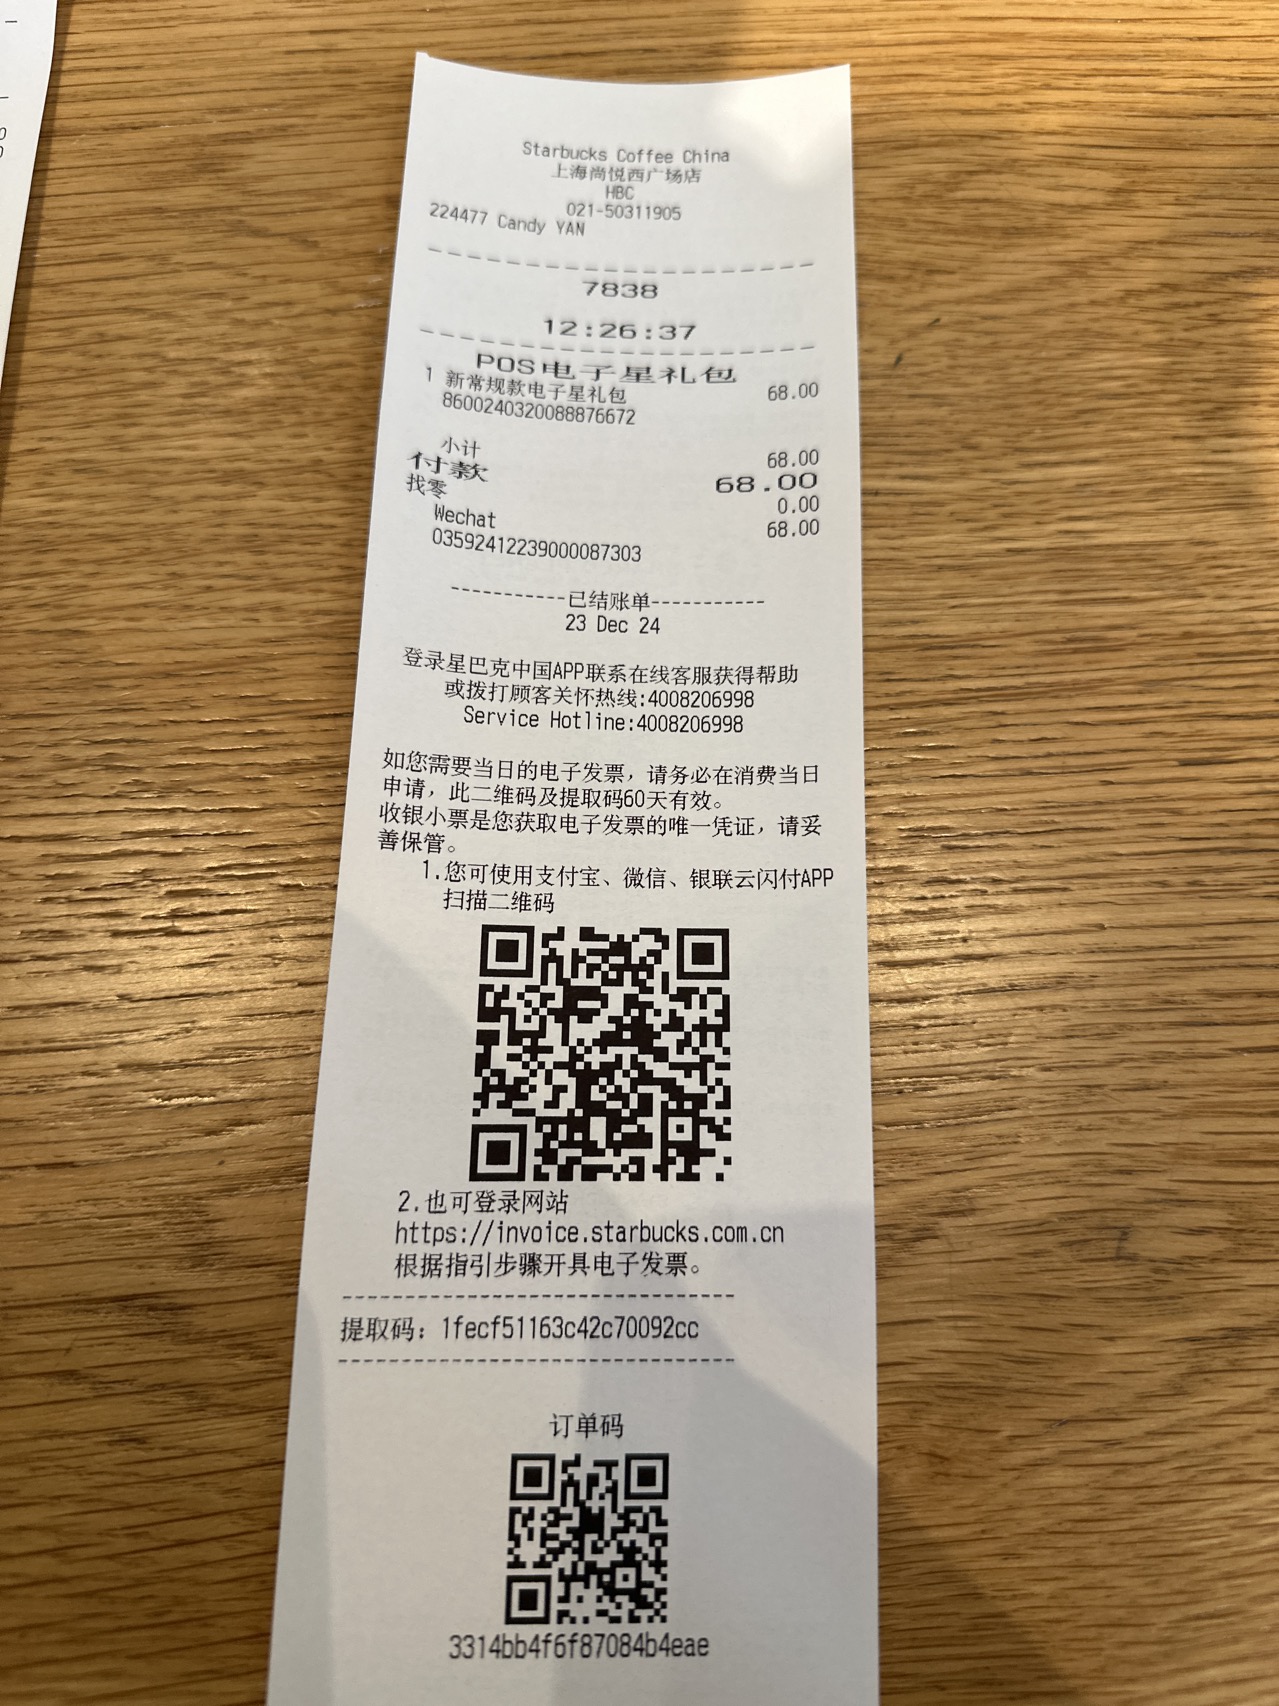 Starbucks Coffee China
上海尚悦西广场店
HBC
021-50311905
224477 Candy YAN
7838
12:26:37
POS电子星礼包
1 新常规款电子星礼包 68.00
8600240320088876672
小计 68.00
付款 68.00
找零 0.00
Wechat 68.00
03592412239000087303
-----------已结账单-----------
23 Dec 24
登录星巴克中国APP联系在线客服获得帮助
或拨打顾客关怀热线:4008206998
Service Hotline:4008206998
如您需要当日的电子发票，请务必在消费当日
申请，此二维码及提取码60天有效。
收银小票是您获取电子发票的唯一凭证，请妥
善保管。
1.您可使用支付宝、微信、银联云闪付APP
扫描二维码
2.也可登录网站
https://invoice.starbucks.com.cn
根据指引步骤开具电子发票。
提取码：1fecf51163c42c70092cc
订单码
3314bb4f6f87084b4eae